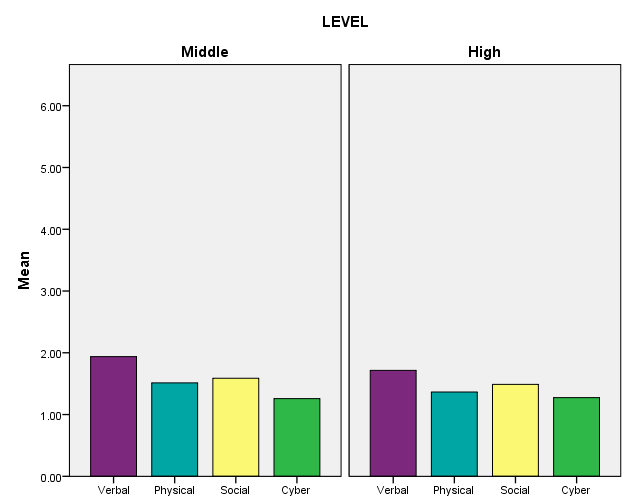 LEVEL
Middle High
6.00
5.00
4.00
3.00
2.00
1.00
0.00
Mean
Verbal Physical Social Cyber Verbal Physical Social Cyber